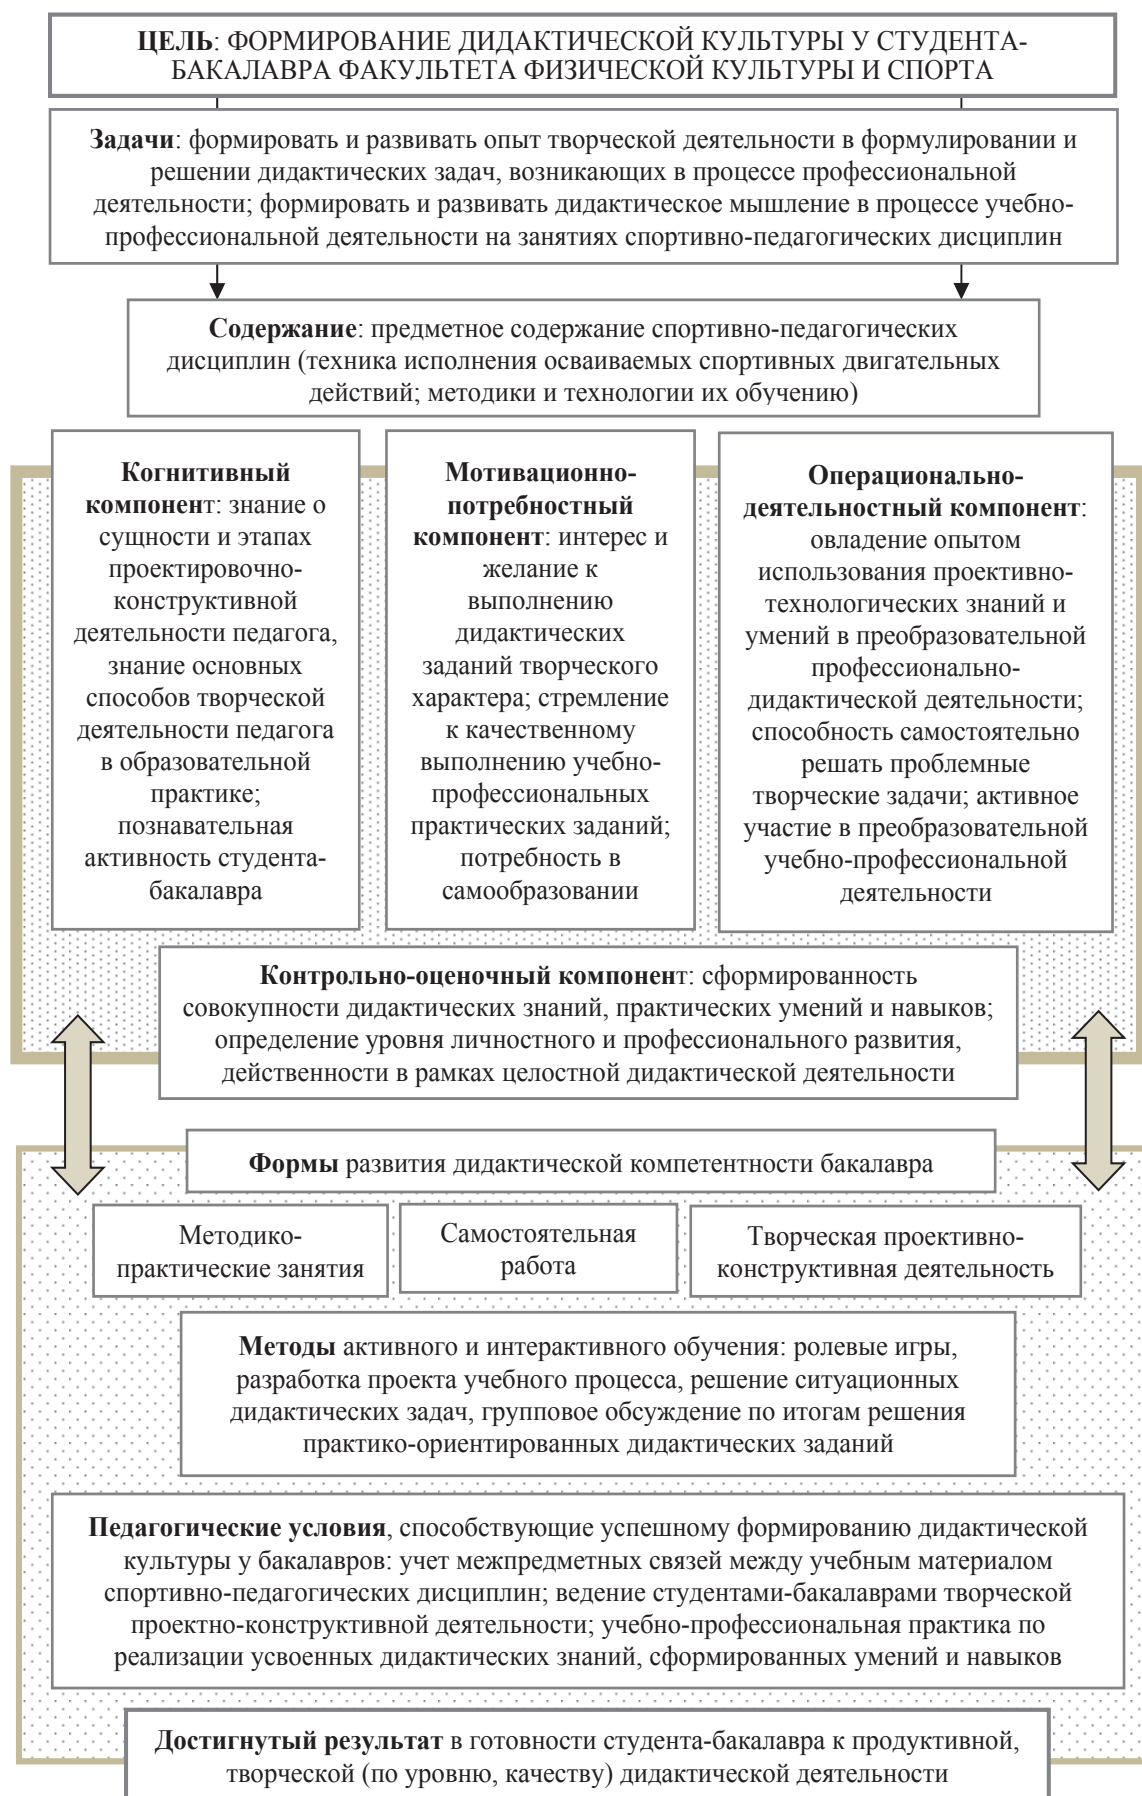 ЦЕЛЬ: ФОРМИРОВАНИЕ ДИДАКТИЧЕСКОЙ КУЛЬТУРЫ У СТУДЕНТА-
БАКАЛАВРА ФАКУЛЬТЕТА ФИЗИЧЕСКОЙ КУЛЬТУРЫ И СПОРТА
Задачи: формировать и развивать опыт творческой деятельности в формулировании и
решении дидактических задач, возникающих в процессе профессиональной
деятельности; формировать и развивать дидактическое мышление в процессе учебно-
профессиональной деятельности на занятиях спортивно-педагогических дисциплин
Содержание: предметное содержание спортивно-педагогических
дисциплин (техника исполнения осваиваемых спортивных двигательных
действий; методики и технологии их обучению)
Когнитивный
компонент: знание о
сущности и этапах
проектировочно-
конструктивной
деятельности педагога,
знание основных
способов творческой
деятельности педагога
в образовательной
практике;
познавательная
активность студента-
бакалавра
Мотивационно-
потребностный
компонент: интерес и
желание к
выполнению
дидактических
заданий творческого
характера; стремление
к качественному
выполнению учебно-
профессиональных
практических заданий;
потребность в
самообразовании
Операционально-
деятельностный компонент:
овладение опытом
использования проективно-
технологических знаний и
умений в преобразовательной
профессионально-
дидактической деятельности;
способность самостоятельно
решать проблемные
творческие задачи; активное
участие в преобразовательной
учебно-профессиональной
деятельности
Контрольно-оценочный компонент: сформированность
совокупности дидактических знаний, практических умений и навыков;
определение уровня личностного и профессионального развития,
действенности в рамках целостной дидактической деятельности
Формы развития дидактической компетентности бакалавра
Методико-
практические занятия
Самостоятельная
работа
Творческая проективно-
конструктивная деятельность
Методы активного и интерактивного обучения: ролевые игры,
разработка проекта учебного процесса, решение ситуационных
дидактических задач, групповое обсуждение по итогам решения
практико-ориентированных дидактических заданий
Педагогические условия, способствующие успешному формированию дидактической
культуры у бакалавров: учет межпредметных связей между учебным материалом
спортивно-педагогических дисциплин; ведение студентами-бакалаврами творческой
проектно-конструктивной деятельности; учебно-профессиональная практика по
реализации усвоенных дидактических знаний, сформированных умений и навыков
Достигнутый результат в готовности студента-бакалавра к продуктивной,
творческой (по уровню, качеству) дидактической деятельности